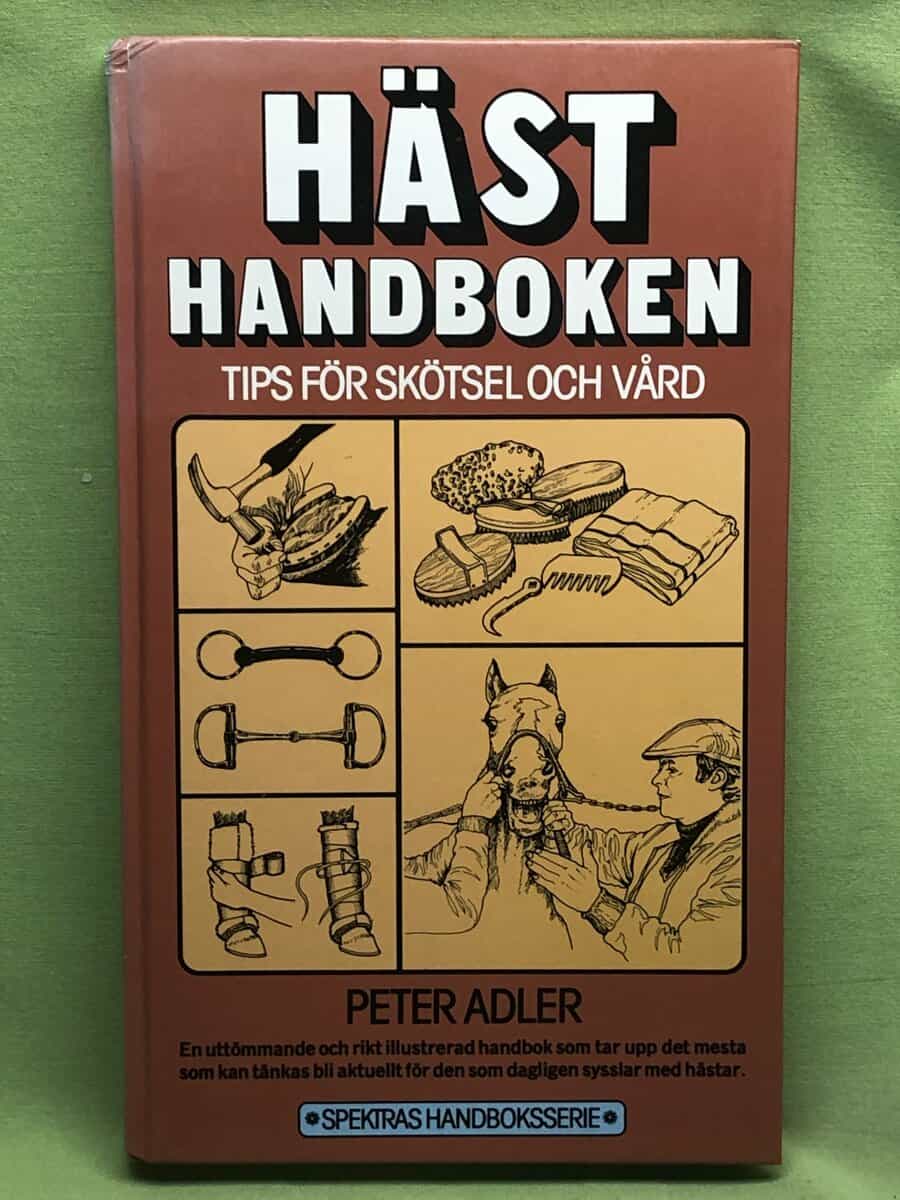 HÄST
HANDBOKEN
TIPS FÖR SKÖTSEL OCH VÅRD
PETER ADLER
En uttömmande och rikt illustrerad handbok som tar upp det mesta
som kan tänkas bli aktuellt för den som dagligen sysslar med hästar.
SPEKTRAS HANDBOKSSERIE